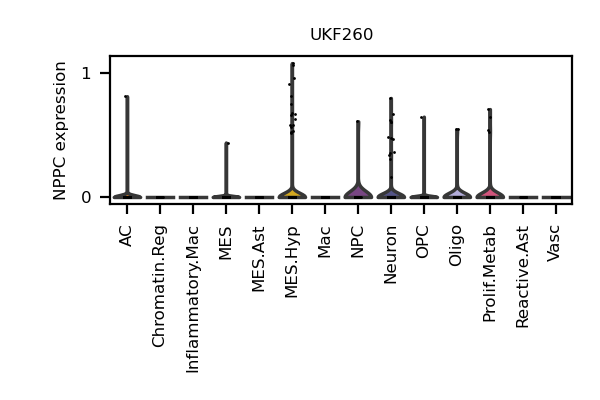 UKF260
NPPC expression
1
0
AC
Chromatin.Reg
Inflammatory.Mac
MES
MES.Ast
MES.Hyp
Mac
NPC
Neuron
OPC
Oligo
Prolif.Metab
Reactive.Ast
Vasc